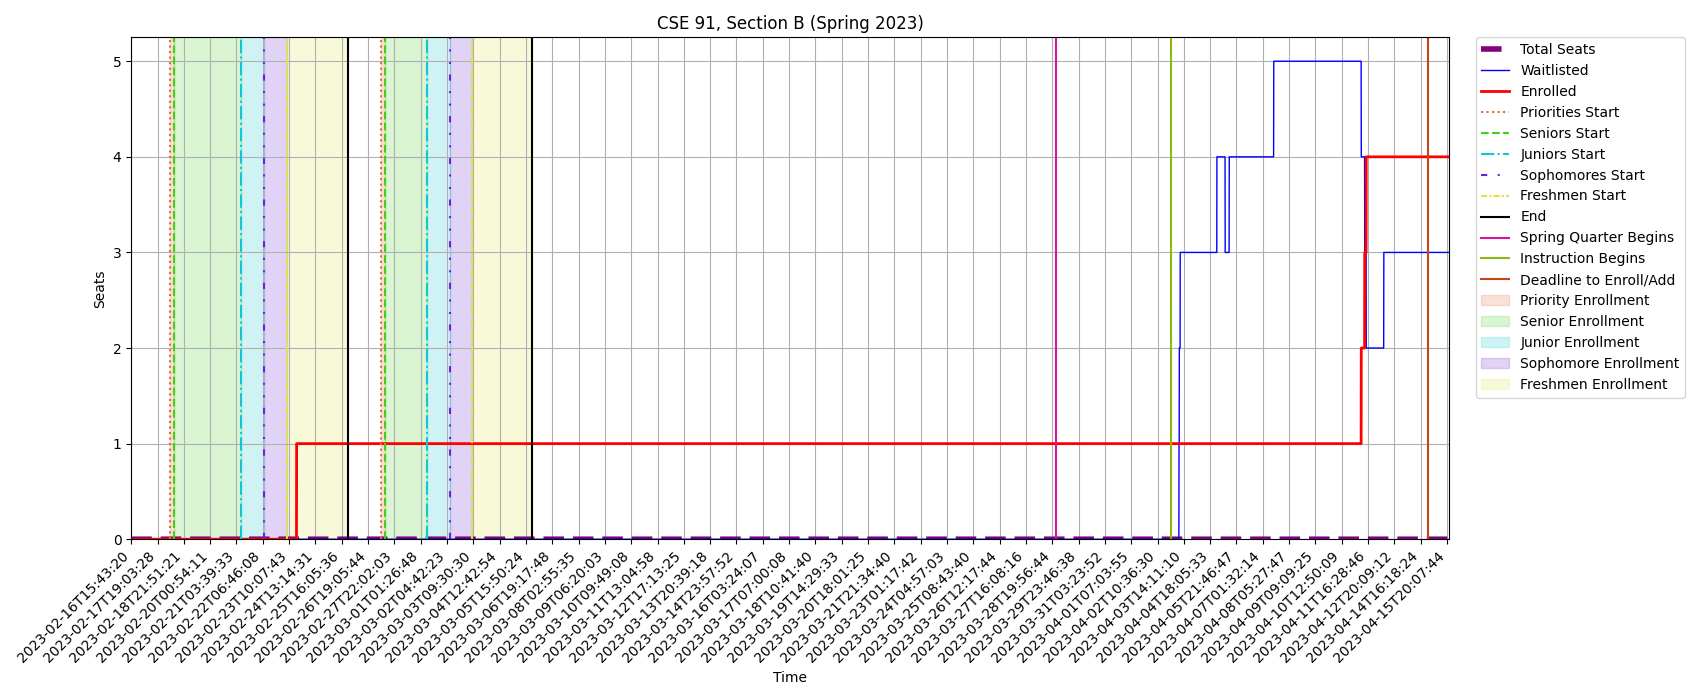 CSE 91, Section B (Spring 2023)
Seats
5
4
3
2
1
0
2023-02-16T15:43:20
2023-02-17T19:03:28
2023-02-18T21:51:21
2023-02-20T00:54:11
2023-02-21T03:39:33
2023-02-22T06:46:08
2023-02-23T10:07:43
2023-02-24T13:14:31
2023-02-25T16:05:36
2023-02-26T19:05:44
2023-02-27T22:02:03
2023-03-01T01:26:48
2023-03-02T04:42:23
2023-03-03T09:30:30
2023-03-04T12:42:54
2023-03-05T15:50:24
2023-03-06T19:17:48
2023-03-08T02:55:35
2023-03-09T06:20:03
2023-03-10T09:49:08
2023-03-11T13:04:58
2023-03-12T17:13:25
2023-03-13T20:39:18
2023-03-14T23:57:52
2023-03-16T03:24:07
2023-03-17T07:00:08
2023-03-18T10:41:40
2023-03-19T14:29:33
2023-03-20T18:01:25
2023-03-21T21:34:40
2023-03-23T01:17:42
2023-03-24T04:57:03
2023-03-25T08:43:40
2023-03-26T12:17:44
2023-03-27T16:08:16
2023-03-28T19:56:44
2023-03-29T23:46:38
2023-03-31T03:23:52
2023-04-01T07:03:55
2023-04-02T10:36:30
2023-04-03T14:11:10
2023-04-04T18:05:33
2023-04-05T21:46:47
2023-04-07T01:32:14
2023-04-08T05:27:47
2023-04-09T09:09:25
2023-04-10T12:50:09
2023-04-11T16:28:46
2023-04-12T20:09:12
2023-04-14T16:18:24
2023-04-15T20:07:44
Time
Total Seats
Waitlisted
Enrolled
Priorities Start
Seniors Start
Juniors Start
Sophomores Start
Freshmen Start
End
Spring Quarter Begins
Instruction Begins
Deadline to Enroll/Add
Priority Enrollment
Senior Enrollment
Junior Enrollment
Sophomore Enrollment
Freshmen Enrollment